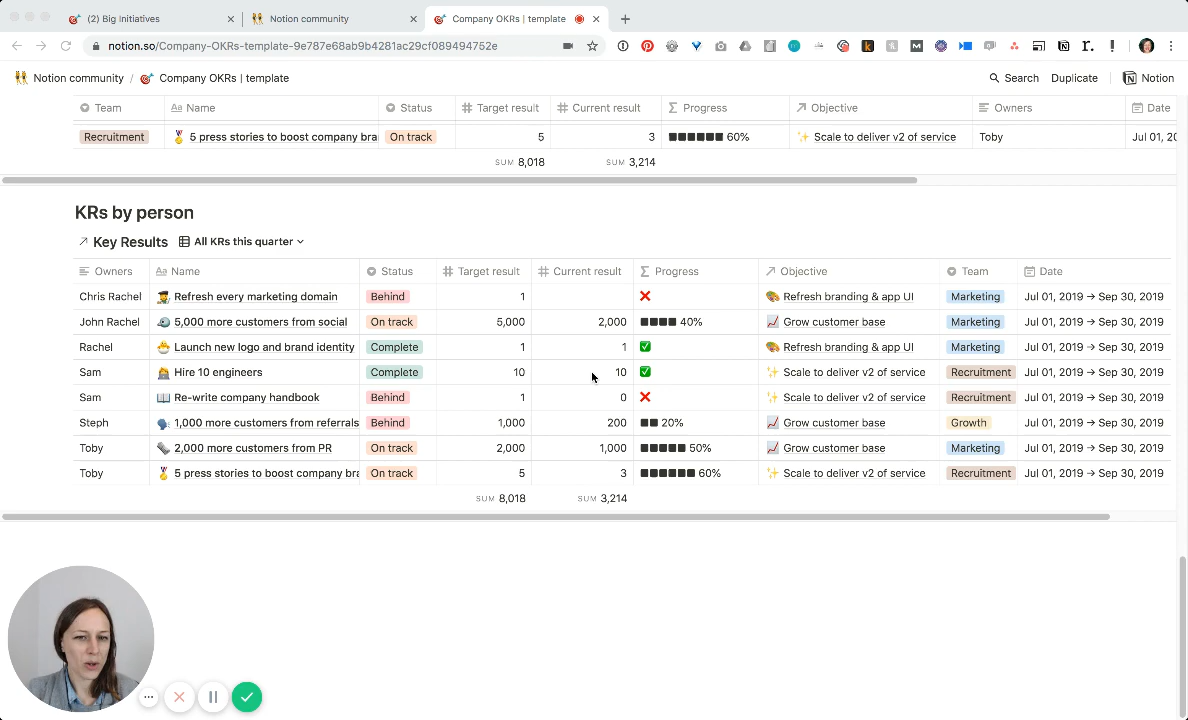 (2) Big Initiatives
Notion community
Company OKRs | template
notion.so/Company-OKRs-template-9e787e68ab9b4281ac29cf089494752e
Notion community / Company OKRs | template
Search Duplicate Notion
Team Aa Name Status # Target result # Current result Σ Progress Objective Owners Date
Recruitment 5 press stories to boost company bra On track 5 3 60% Scale to deliver v2 of service Toby Jul 01, 20
SUM 8,018 SUM 3,214
KRs by person
Key Results All KRs this quarter
Owners Aa Name Status # Target result # Current result Σ Progress Objective Team Date
Chris Rachel Refresh every marketing domain Behind 1 Refresh branding & app UI Marketing Jul 01, 2019 → Sep 30, 2019
John Rachel 5,000 more customers from social On track 5,000 2,000 40% Grow customer base Marketing Jul 01, 2019 → Sep 30, 2019
Rachel Launch new logo and brand identity Complete 1 1 Refresh branding & app UI Marketing Jul 01, 2019 → Sep 30, 2019
Sam Hire 10 engineers Complete 10 10 Scale to deliver v2 of service Recruitment Jul 01, 2019 → Sep 30, 2019
Sam Re-write company handbook Behind 1 0 Scale to deliver v2 of service Recruitment Jul 01, 2019 → Sep 30, 2019
Steph 1,000 more customers from referrals Behind 1,000 200 20% Grow customer base Growth Jul 01, 2019 → Sep 30, 2019
Toby 2,000 more customers from PR On track 2,000 1,000 50% Grow customer base Marketing Jul 01, 2019 → Sep 30, 2019
Toby 5 press stories to boost company bra On track 5 3 60% Scale to deliver v2 of service Recruitment Jul 01, 2019 → Sep 30, 2019
SUM 8,018 SUM 3,214